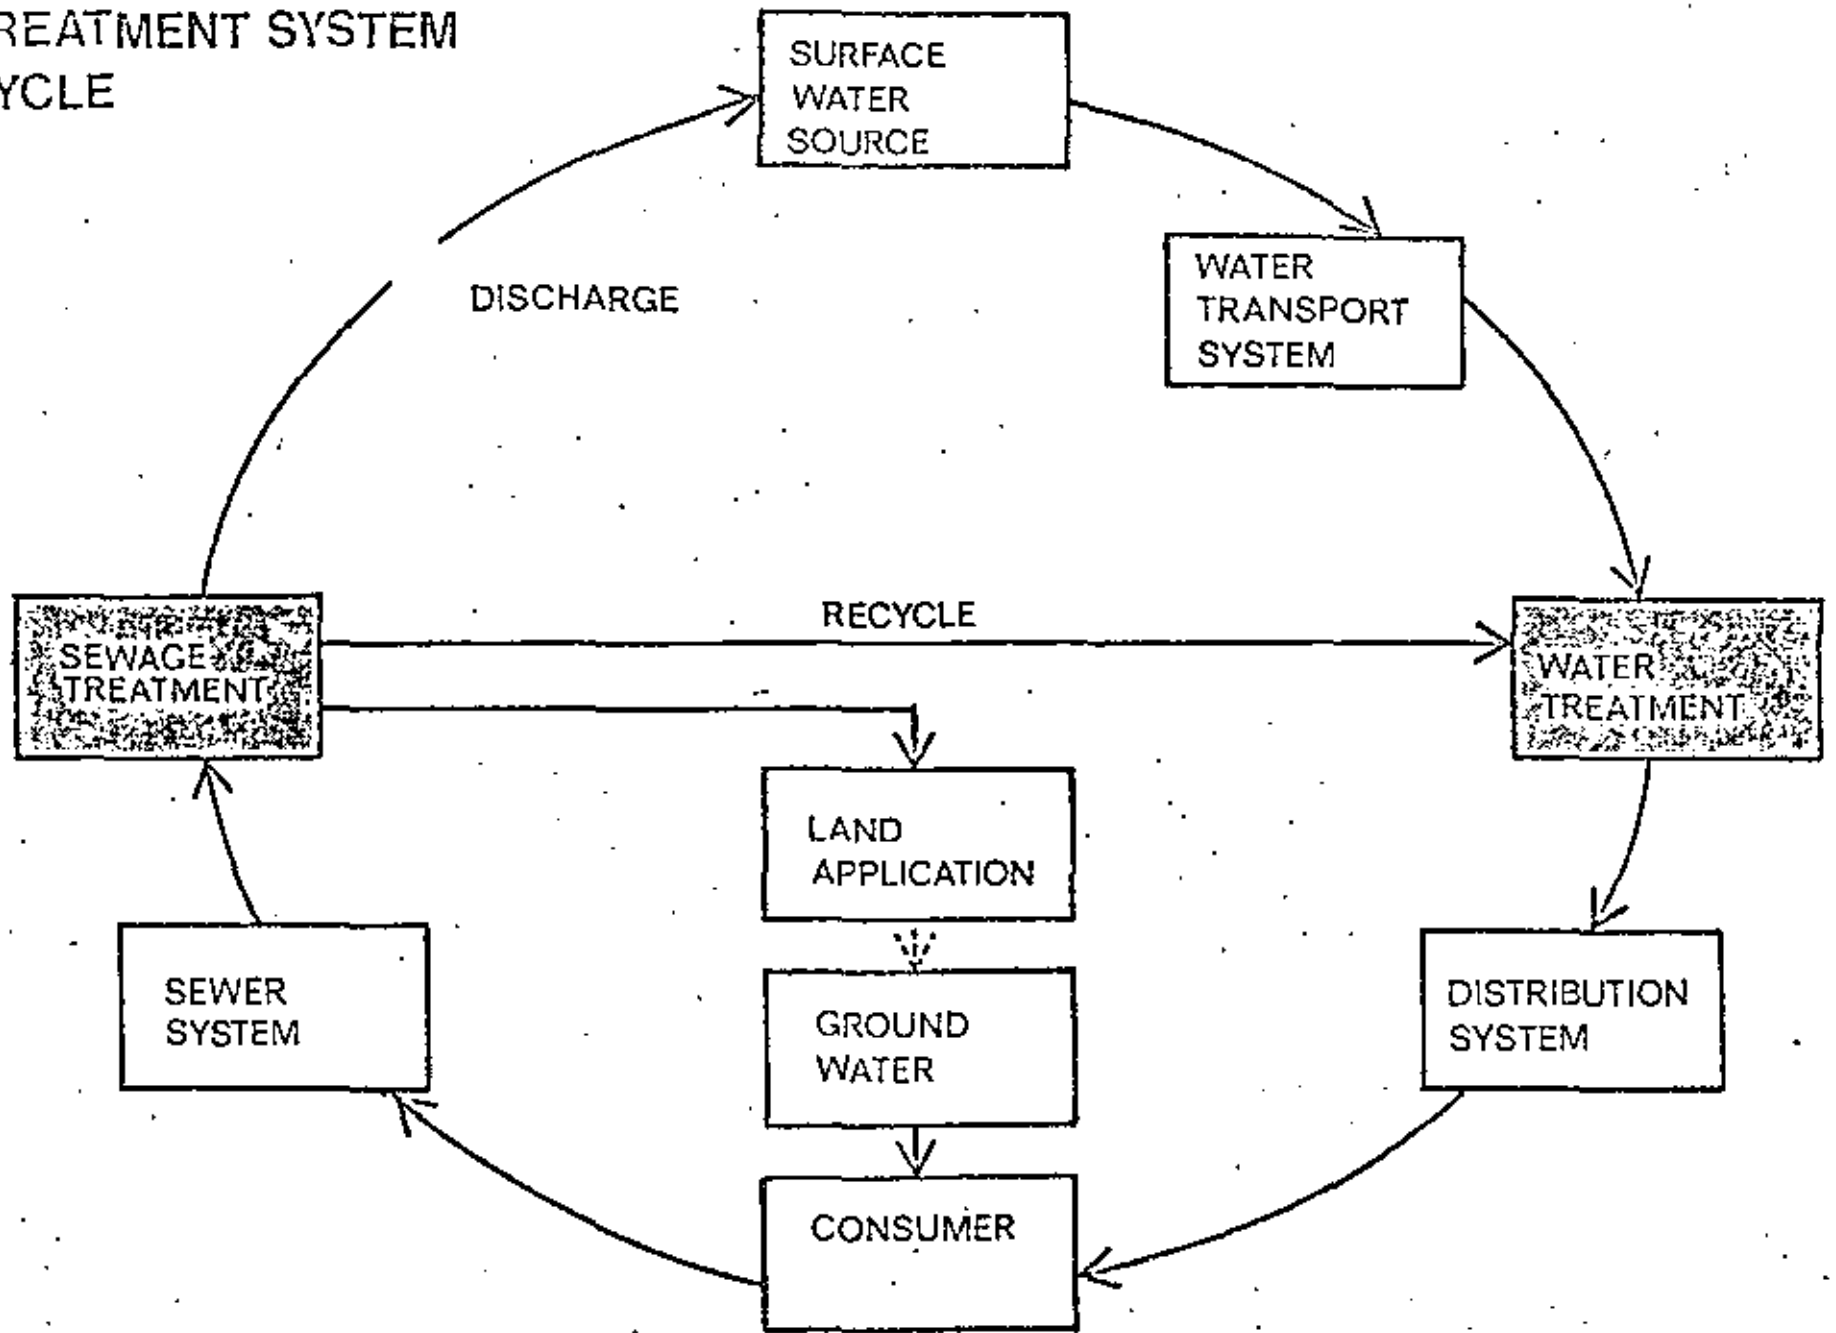 REATMENT SYSTEM
YCLE
SURFACE
WATER
SOURCE
WATER
TRANSPORT
SYSTEM
DISCHARGE
RECYCLE
SEWAGE
TREATMENT
WATER
TREATMENT
LAND
APPLICATION
SEWER
SYSTEM
GROUND
WATER
DISTRIBUTION
SYSTEM
CONSUMER